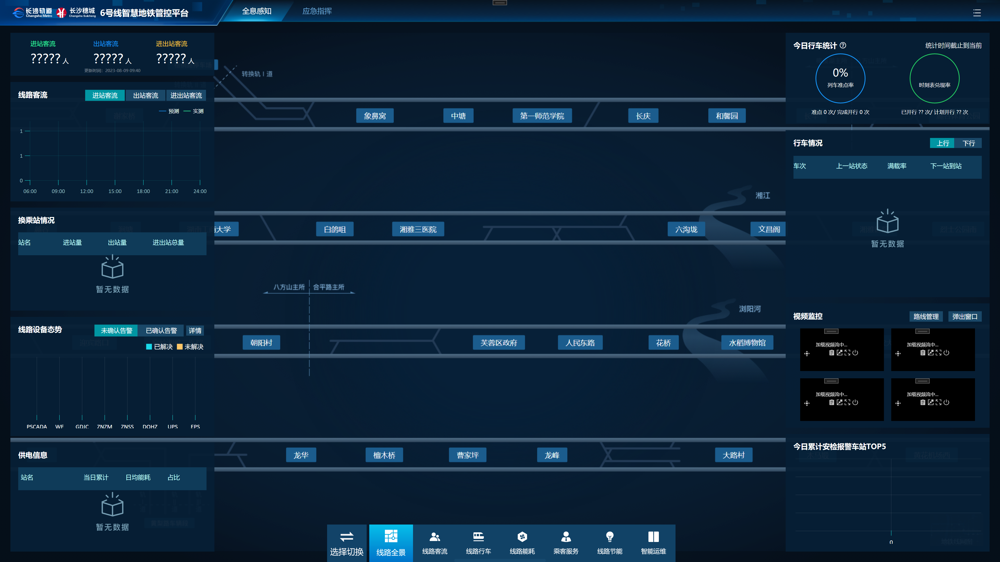 长沙轨道 Changsha Metro
长沙穗城 Changsha Suicheng
6号线智慧地铁管控平台
全息感知
应急指挥
进站客流 出站客流 进出站客流
?????人 ?????人 ?????人
更新时间：2023-08-09 09:40
线路客流
进站客流 出站客流 进出站客流
预测 实测
1
1
0
06:00 09:00 12:00 15:00 18:00 21:00 24:00
换乘站情况
站名 进站量 出站量 进出站总量
暂无数据
线路设备态势
未确认告警 已确认告警 详情
已解决 未解决
PSCADA WF GDJC ZNZM ZNSS DOHZ UPS EPS
供电信息
站名 当日累计 日均能耗 占比
暂无数据
转换轨Ⅰ道
象鼻窝 中塘 第一师范学院 长庆 和馨园
湘江
大学 白鸽咀 湘雅三医院 六沟垅 文昌阁
八方山主所 合平路主所
浏阳河
朝阳村 芙蓉区政府 人民东路 花桥 水稻博物馆
龙华 檀木桥 曹家坪 龙峰 大路村
选择切换 线路全景 线路客流 线路行车 线路能耗 乘客服务 线路节能 智能运维
今日行车统计 统计时间截止到当前
0%
列车准点率
时刻表兑现率
准点 0 次/ 完成开行 0 次
已开行 ?? 次/ 计划开行 ?? 次
行车情况
上行 下行
车次 上一站状态 满载率 下一站到站
暂无数据
视频监控
路线管理 弹出窗口
加载视频流中... 加载视频流中...
加载视频流中... 加载视频流中...
今日累计安检报警车站TOP5
0